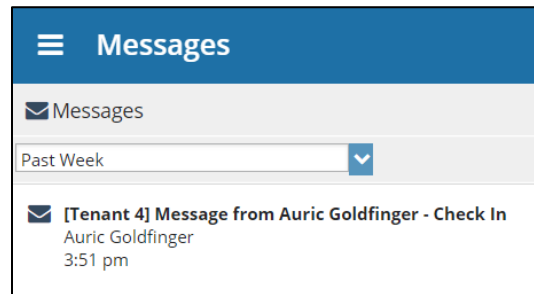 Messages
Messages
Past Week
[Tenant 4] Message from Auric Goldfinger - Check In
Auric Goldfinger
3:51 pm